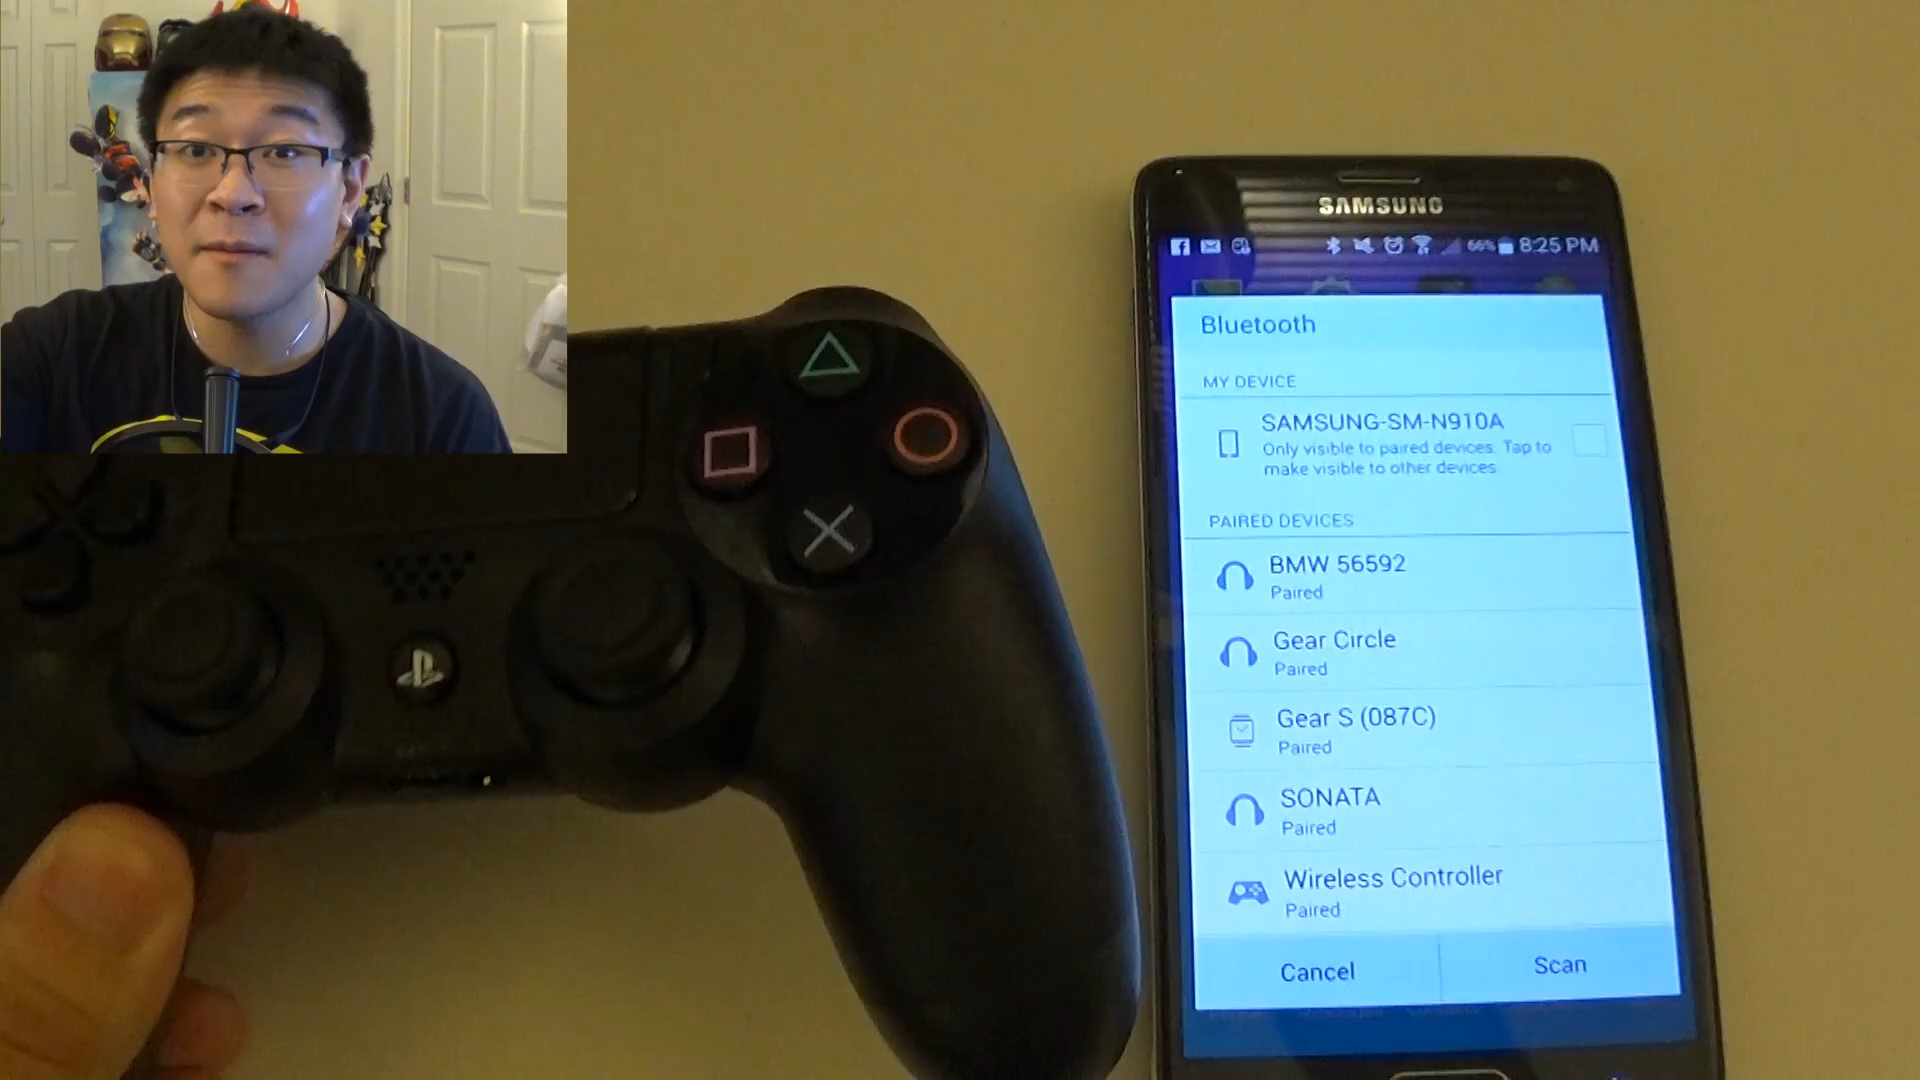 SAMSUNG
66% 8:25 PM
Bluetooth
MY DEVICE
SAMSUNG-SM-N910A
Only visible to paired devices. Tap to
make visible to other devices.
PAIRED DEVICES
BMW 56592
Paired
Gear Circle
Paired
Gear S (087C)
Paired
SONATA
Paired
Wireless Controller
Paired
Cancel
Scan